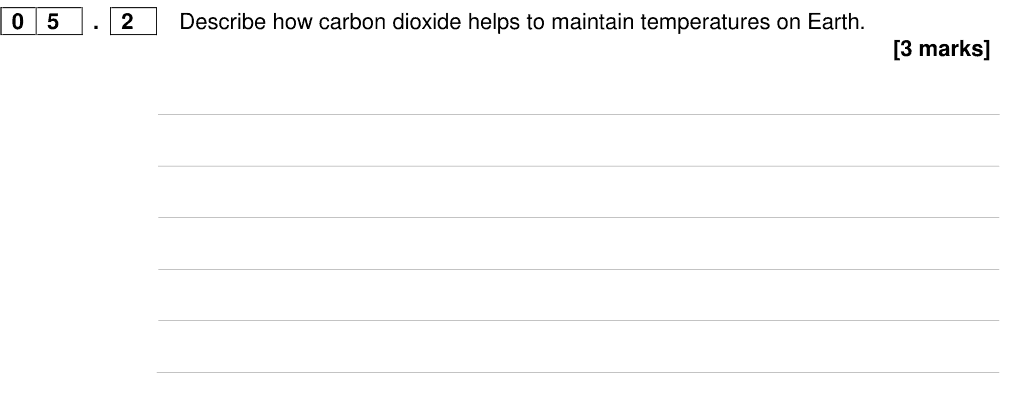 0 5 . 2 Describe how carbon dioxide helps to maintain temperatures on Earth.
[3 marks]